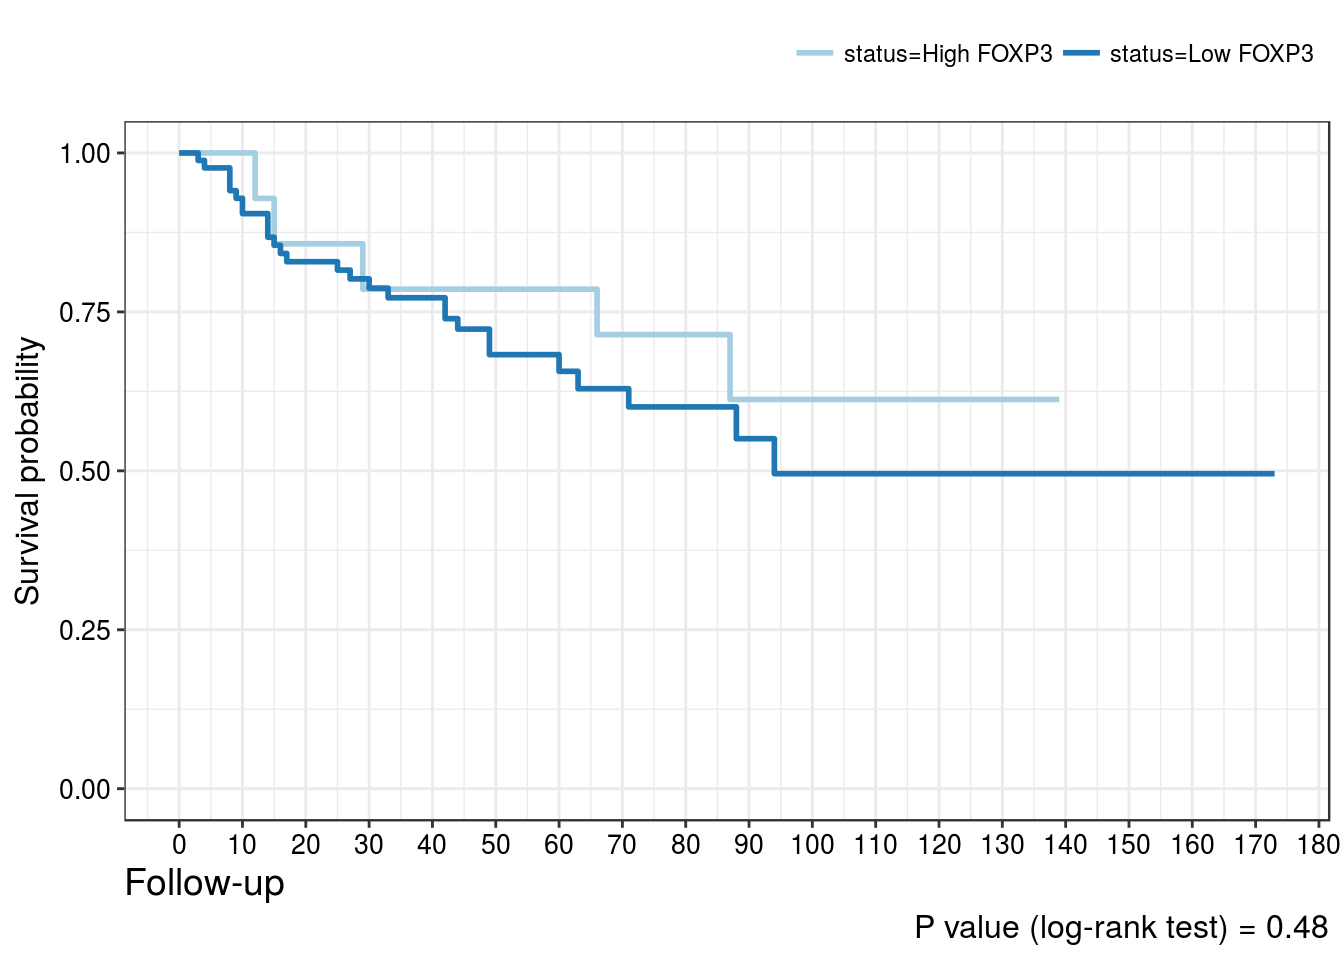 status=High FOXP3 status=Low FOXP3
1.00
0.75
0.50
0.25
0.00
Survival probability
0 10 20 30 40 50 60 70 80 90 100 110 120 130 140 150 160 170 180
Follow-up
P value (log-rank test) = 0.48